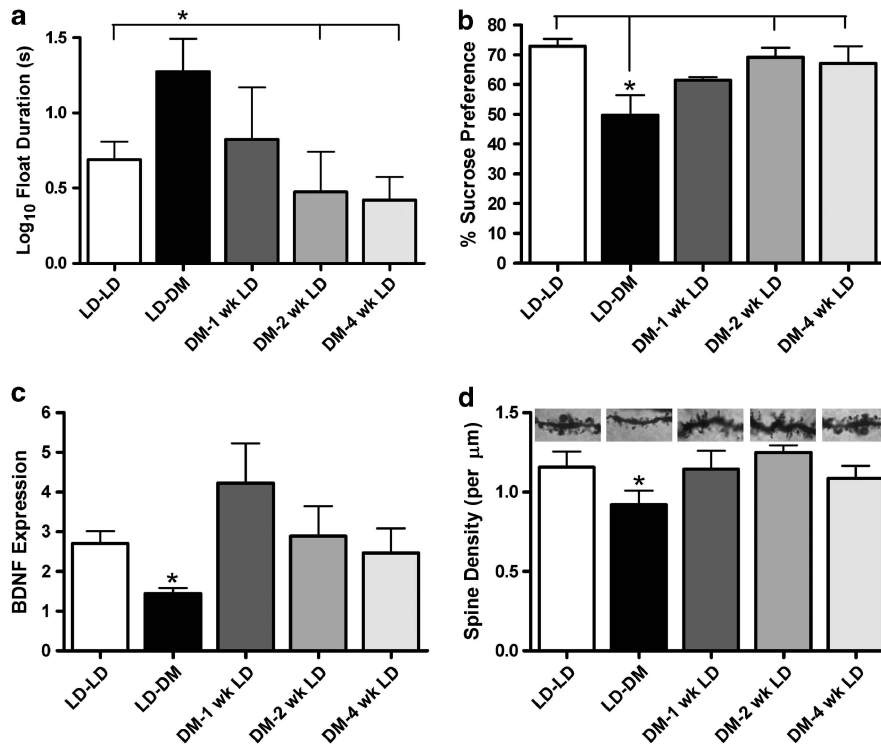 a
*
Log10 Float Duration (s)
1.5
1.0
0.5
0.0
LD-LD
LD-DM
DM-1 wk LD
DM-2 wk LD
DM-4 wk LD
b
% Sucrose Preference
80
70
60
50
40
30
20
10
0
*
LD-LD
LD-DM
DM-1 wk LD
DM-2 wk LD
DM-4 wk LD
c
BDNF Expression
6
5
4
3
2
1
0
*
LD-LD
LD-DM
DM-1 wk LD
DM-2 wk LD
DM-4 wk LD
d
Spine Density (per μm)
1.5
1.0
0.5
0.0
*
LD-LD
LD-DM
DM-1 wk LD
DM-2 wk LD
DM-4 wk LD